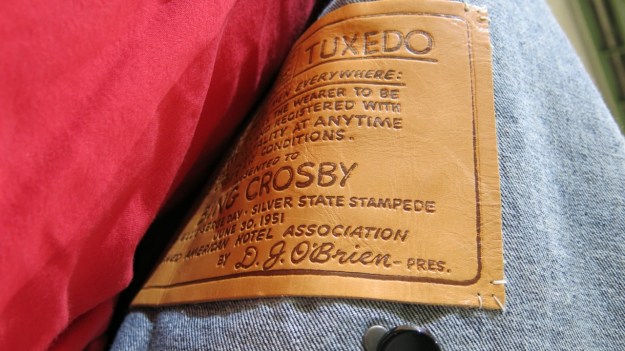 TUXEDO
EVERYWHERE:
WEARER TO BE
REGISTERED WITH
AT ANYTIME
CONDITIONS.
TO
BING CROSBY
DAY · SILVER STATE STAMPEDE
JUNE 30, 1951
AMERICAN HOTEL ASSOCIATION
BY D. J. O'Brien - PRES.